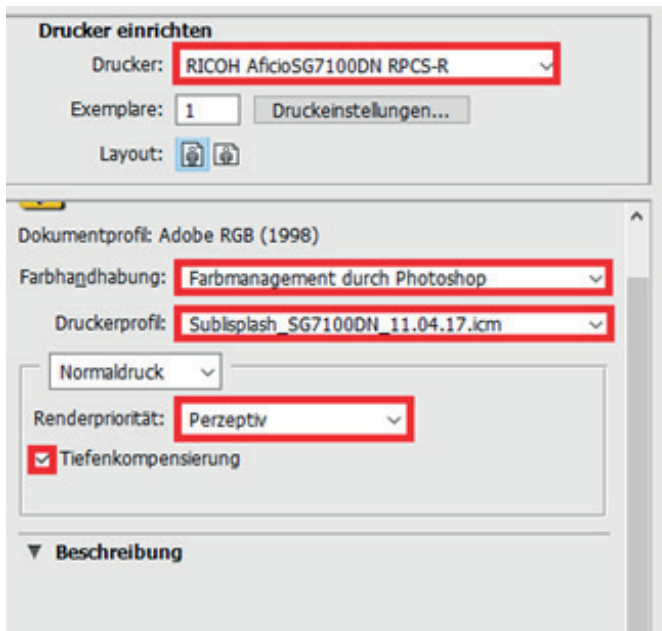 Drucker einrichten
Drucker: RICOH AficioSG7100DN RPCS-R
Exemplare: 1 Druckeinstellungen...
Layout:
Dokumentprofil: Adobe RGB (1998)
Farbhandhabung: Farbmanagement durch Photoshop
Druckerprofil: Sublisplash_SG7100DN_11.04.17.icm
Normaldruck
Renderpriorität: Perzeptiv
Tiefenkompensierung
Beschreibung